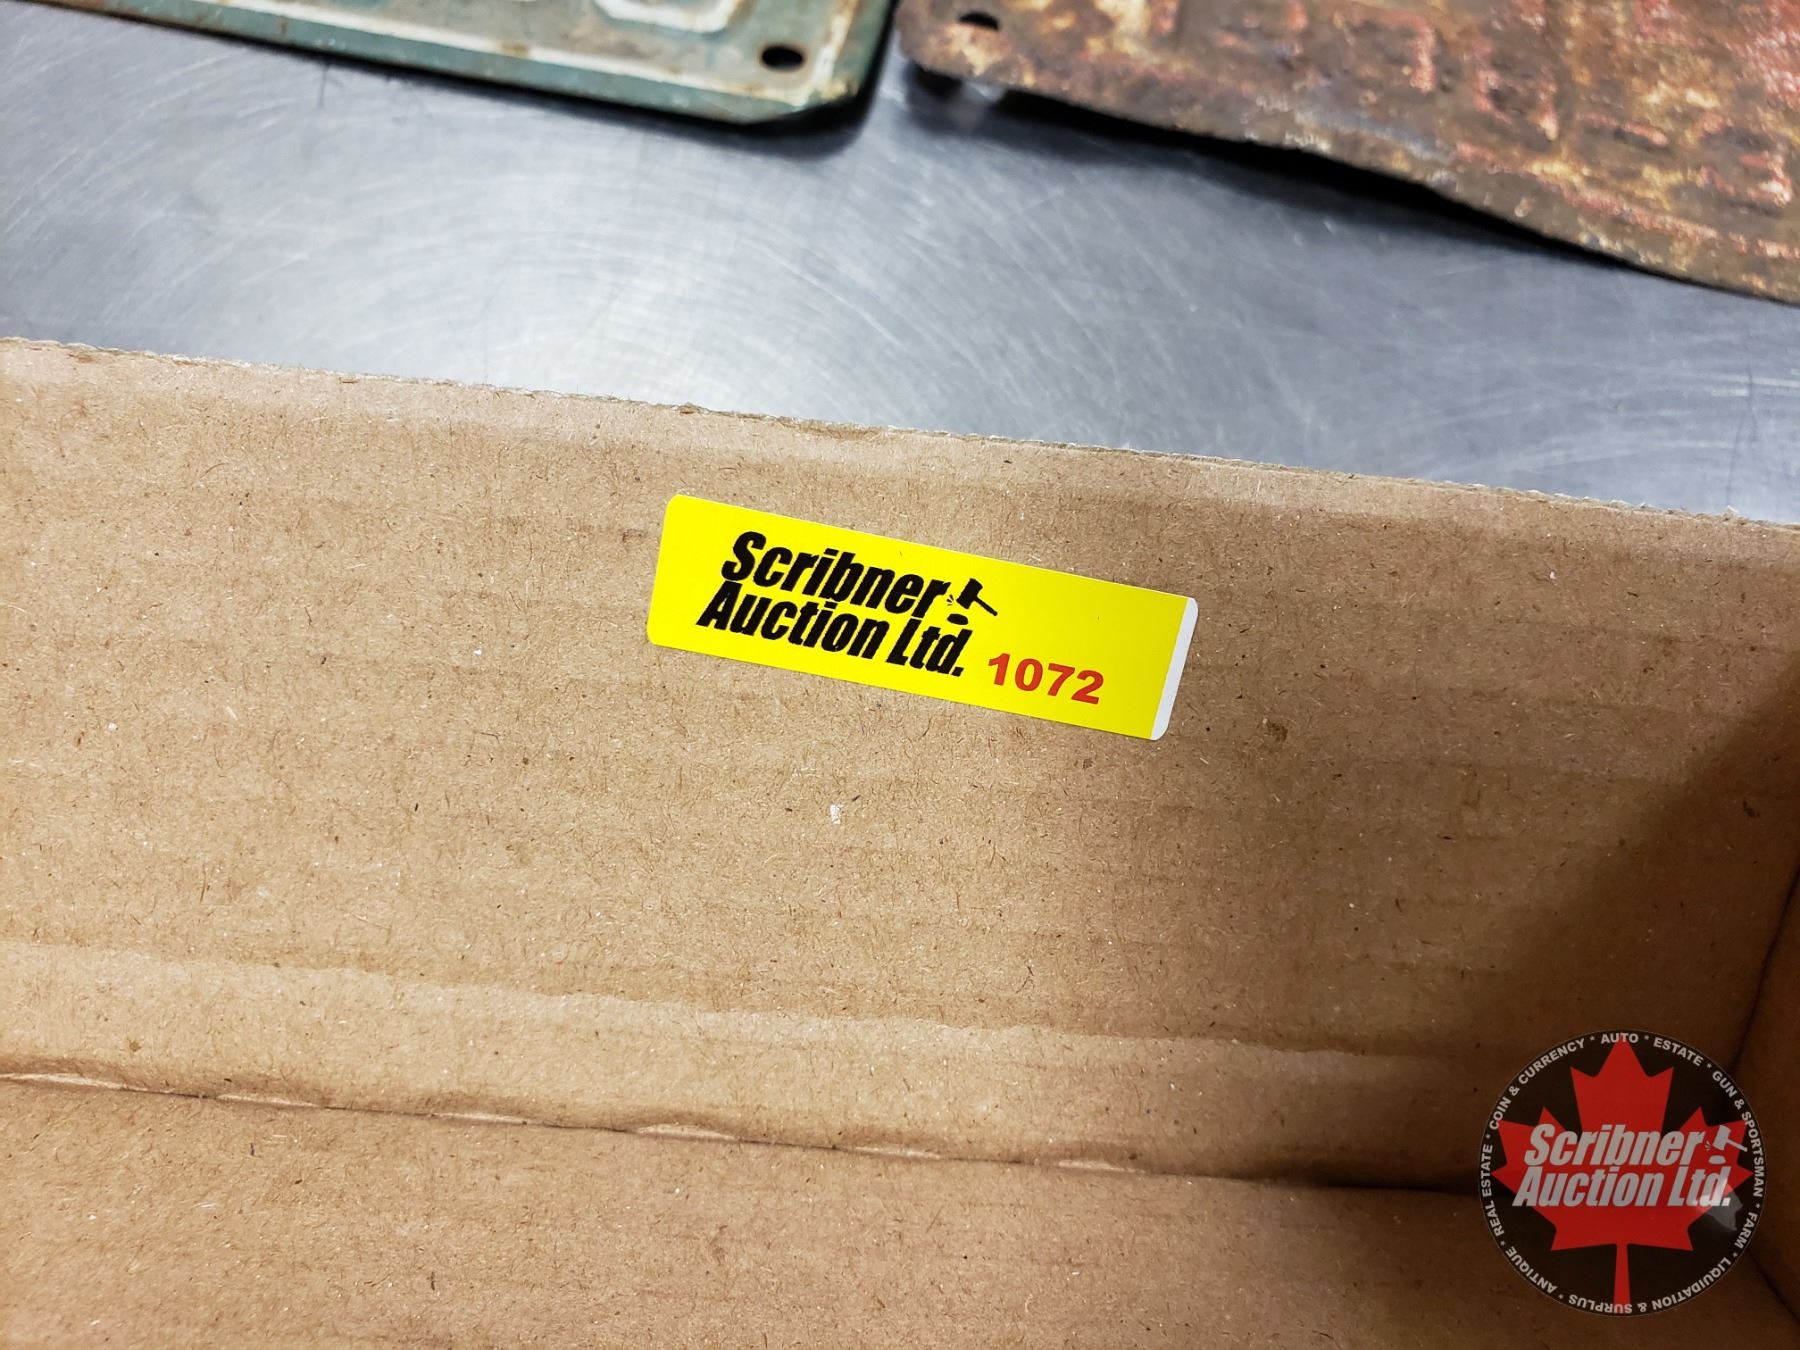 Scribner
Auction Ltd.
1072
COIN & CURRENCY * AUTO * ESTATE * GUN & SPORTSMAN * FARM * LIQUIDATION & SURPLUS * ANTIQUE * REAL ESTATE *
Scribner
Auction Ltd.